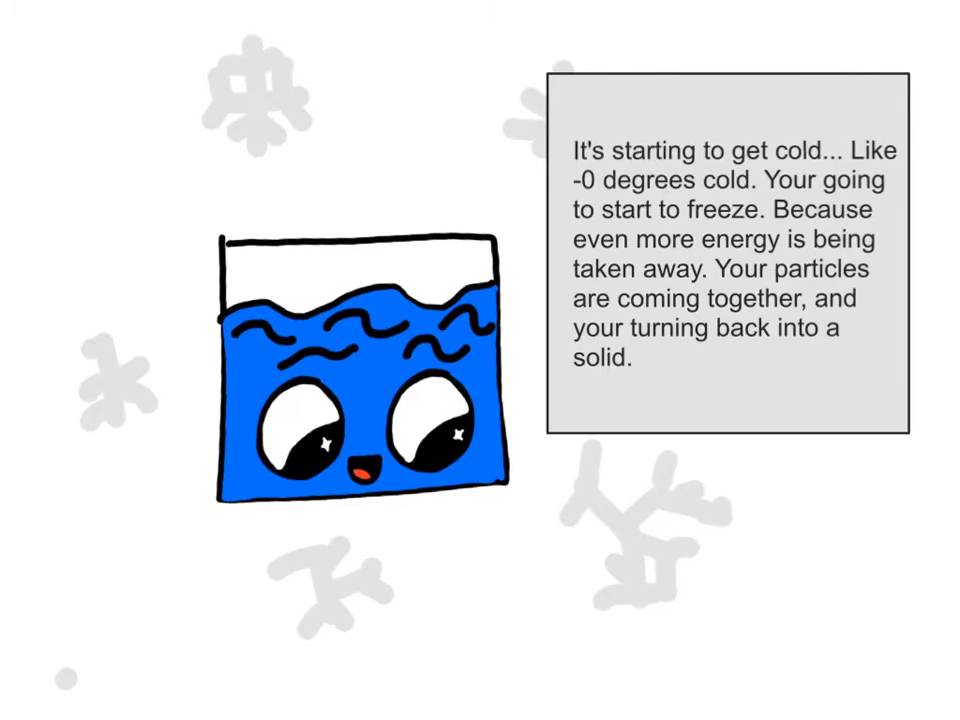 It's starting to get cold... Like
-0 degrees cold. Your going
to start to freeze. Because
even more energy is being
taken away. Your particles
are coming together, and
your turning back into a
solid.